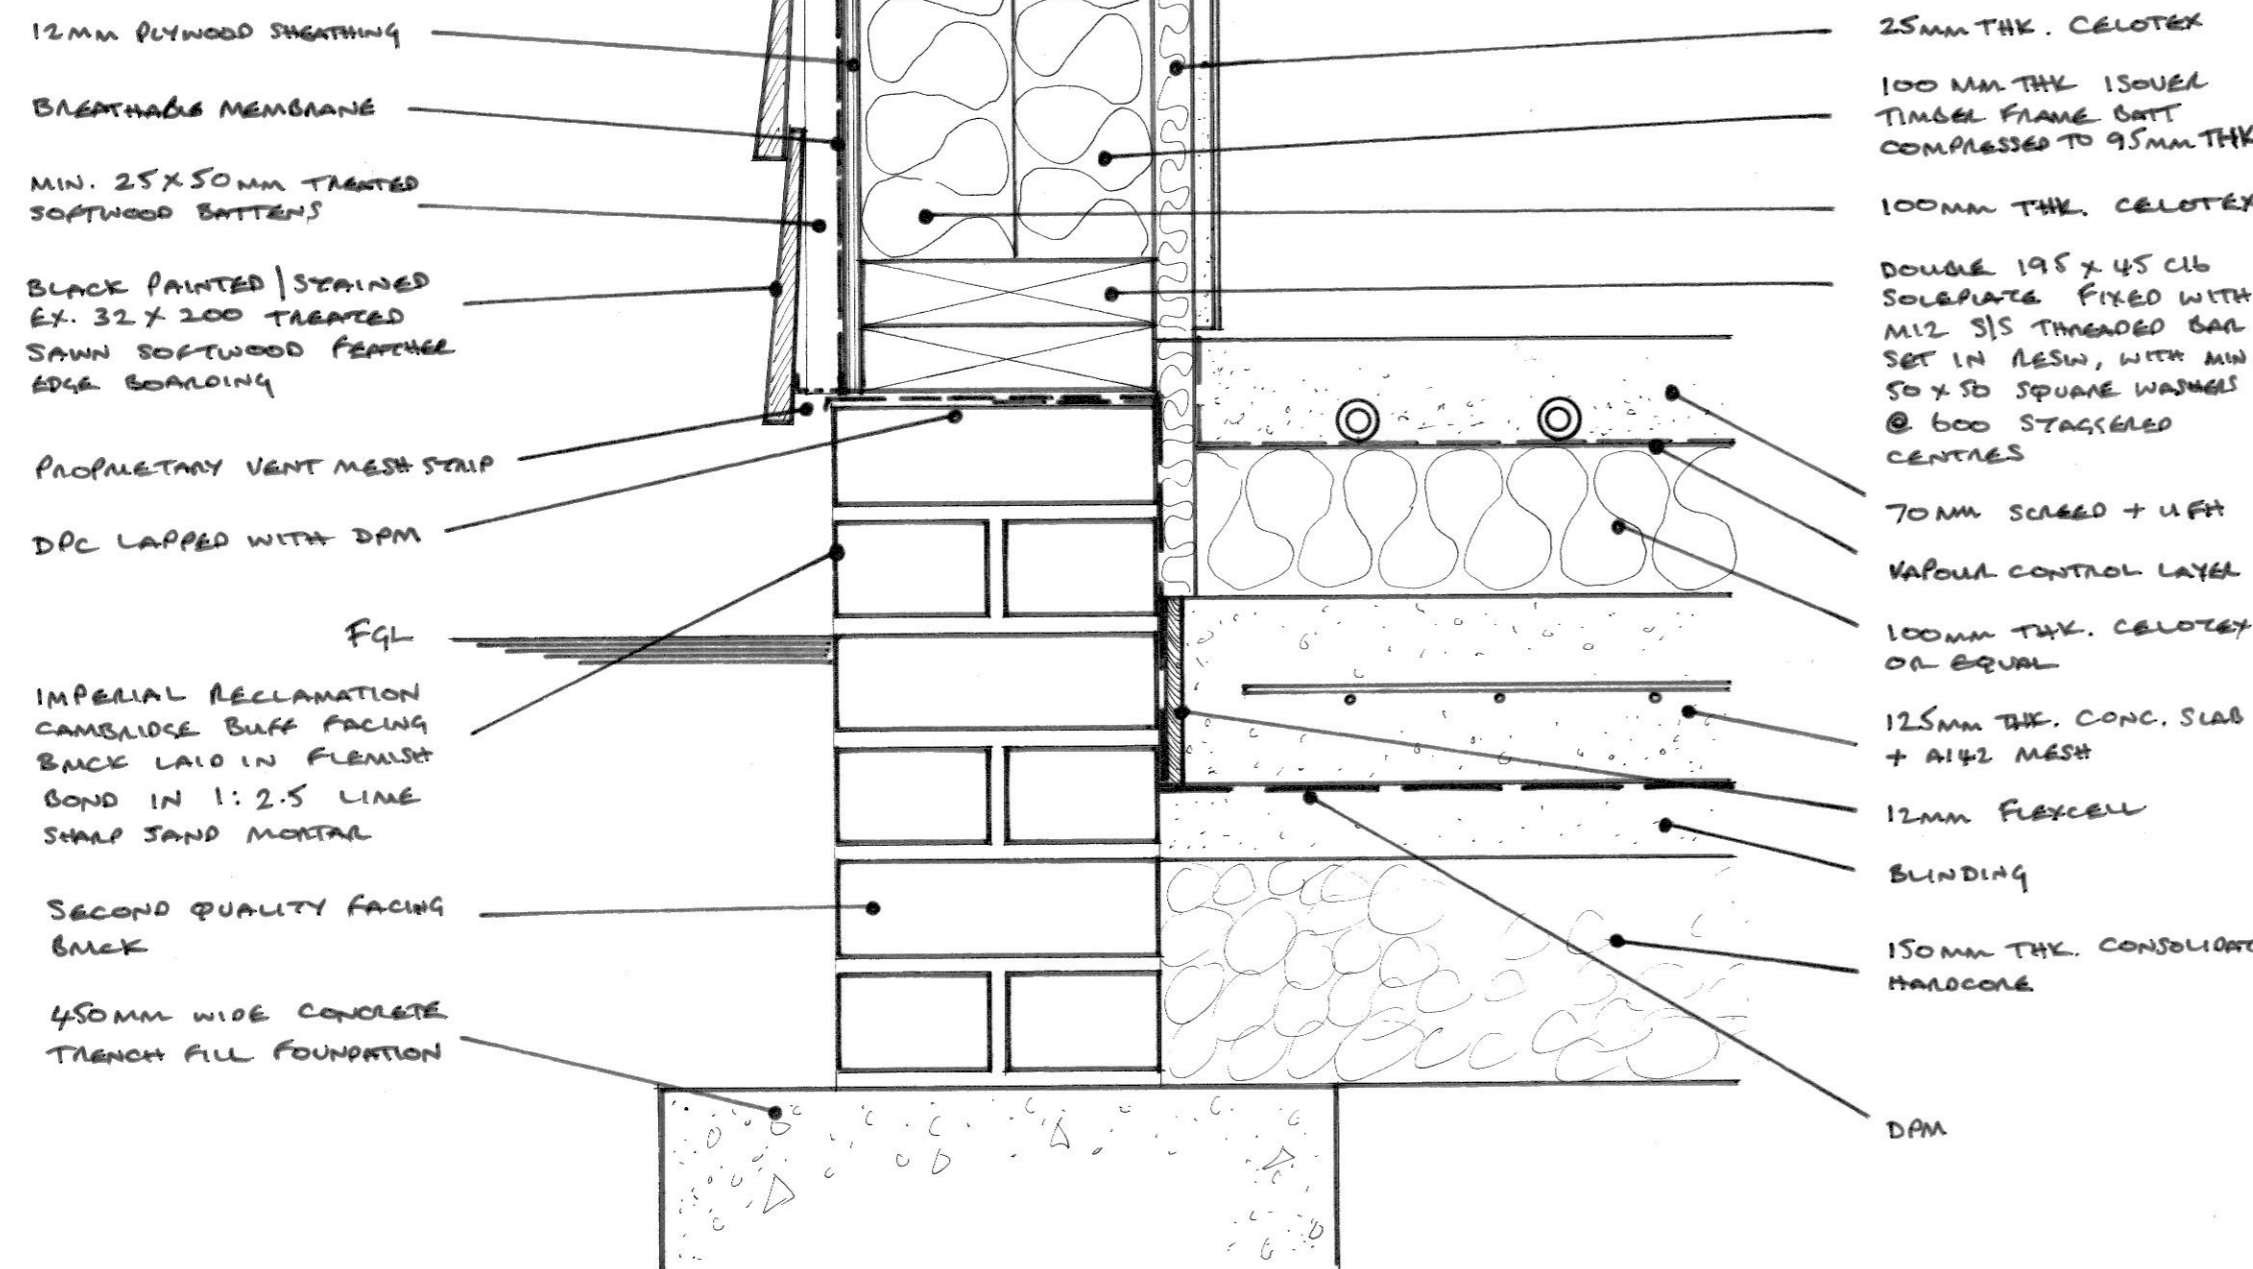 12MM PLYWOOD SHEATHING
BREATHABLE MEMBRANE
MIN. 25 X 50MM TREATED
SOFTWOOD BATTENS
BLACK PAINTED | STAINED
EX. 32 X 200 TREATED
SAWN SOFTWOOD FEATHER
EDGE BOARDING
PROPRIETARY VENT MESH STRIP
DPC LAPPED WITH DPM
FGL
IMPERIAL RECLAMATION
CAMBRIDGE BUFF FACING
BRICK LAID IN FLEMISH
BOND IN 1:2.5 LIME
SHARP SAND MORTAR
SECOND QUALITY FACING
BRICK
450MM WIDE CONCRETE
TRENCH FILL FOUNDATION
25MM THK. CELOTEX
100 MM THK ISOVER
TIMBER FRAME BATT
COMPRESSED TO 95MM THK
100MM THK. CELOTEX
DOUBLE 195 X 45 C16
SOLEPLATE FIXED WITH
M12 S|S THREADED BAR
SET IN RESIN, WITH MIN
50 X 50 SQUARE WASHERS
@ 600 STAGGERED
CENTRES
70MM SCREED + UFH
VAPOUR CONTROL LAYER
100MM THK. CELOTEX
OR EQUAL
125MM THK. CONC. SLAB
+ A142 MESH
12MM FLEXCELL
BLINDING
150MM THK. CONSOLIDATE
HARDCORE
DPM